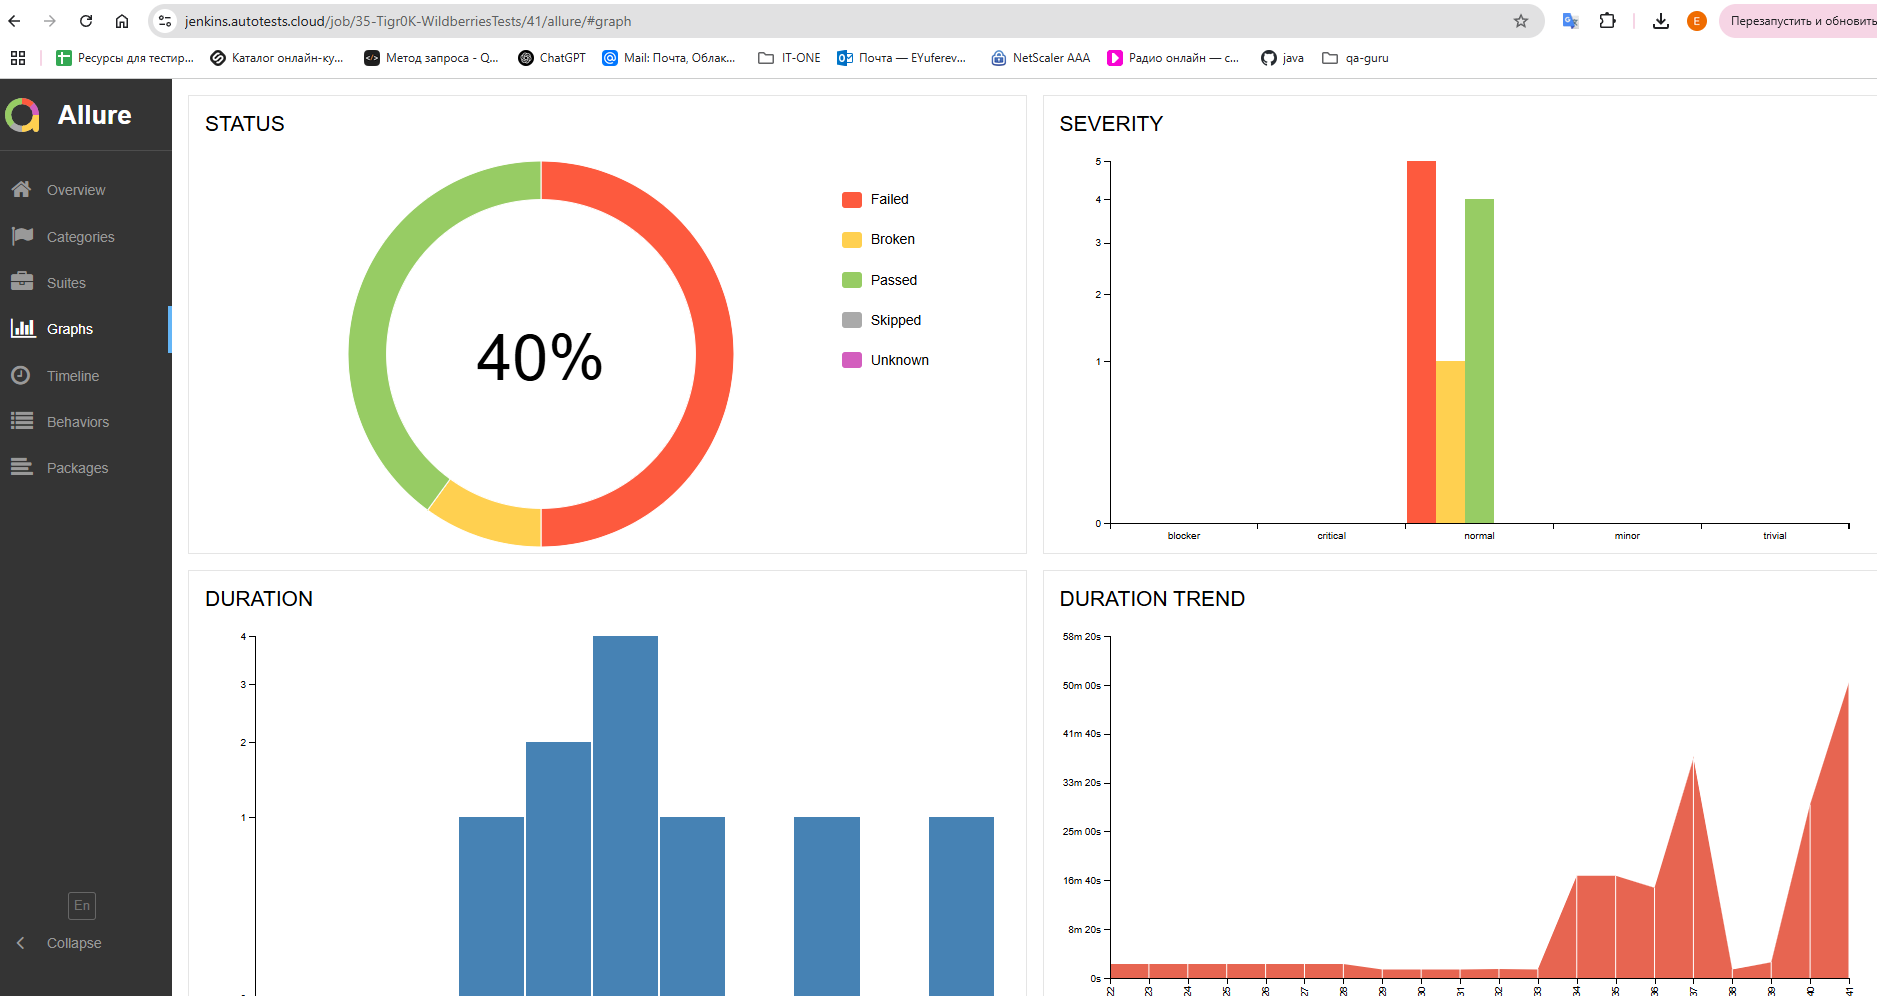 jenkins.autotests.cloud/job/35-Tigr0K-WildberriesTests/41/allure/#graph
E
Перезапустить и обновить
Ресурсы для тестир...
Каталог онлайн-ку...
Метод запроса - Q...
ChatGPT
Mail: Почта, Облак...
IT-ONE
Почта — EYuferev...
NetScaler AAA
Радио онлайн — с...
java
qa-guru
Allure
Overview
Categories
Suites
Graphs
Timeline
Behaviors
Packages
En
Collapse
STATUS
40%
Failed
Broken
Passed
Skipped
Unknown
SEVERITY
5
4
3
2
1
0
blocker
critical
normal
minor
trivial
DURATION
4
3
2
1
DURATION TREND
58m 20s
50m 00s
41m 40s
33m 20s
25m 00s
16m 40s
8m 20s
0s
22
23
24
25
26
27
28
29
30
31
32
33
34
35
36
37
38
39
40
41